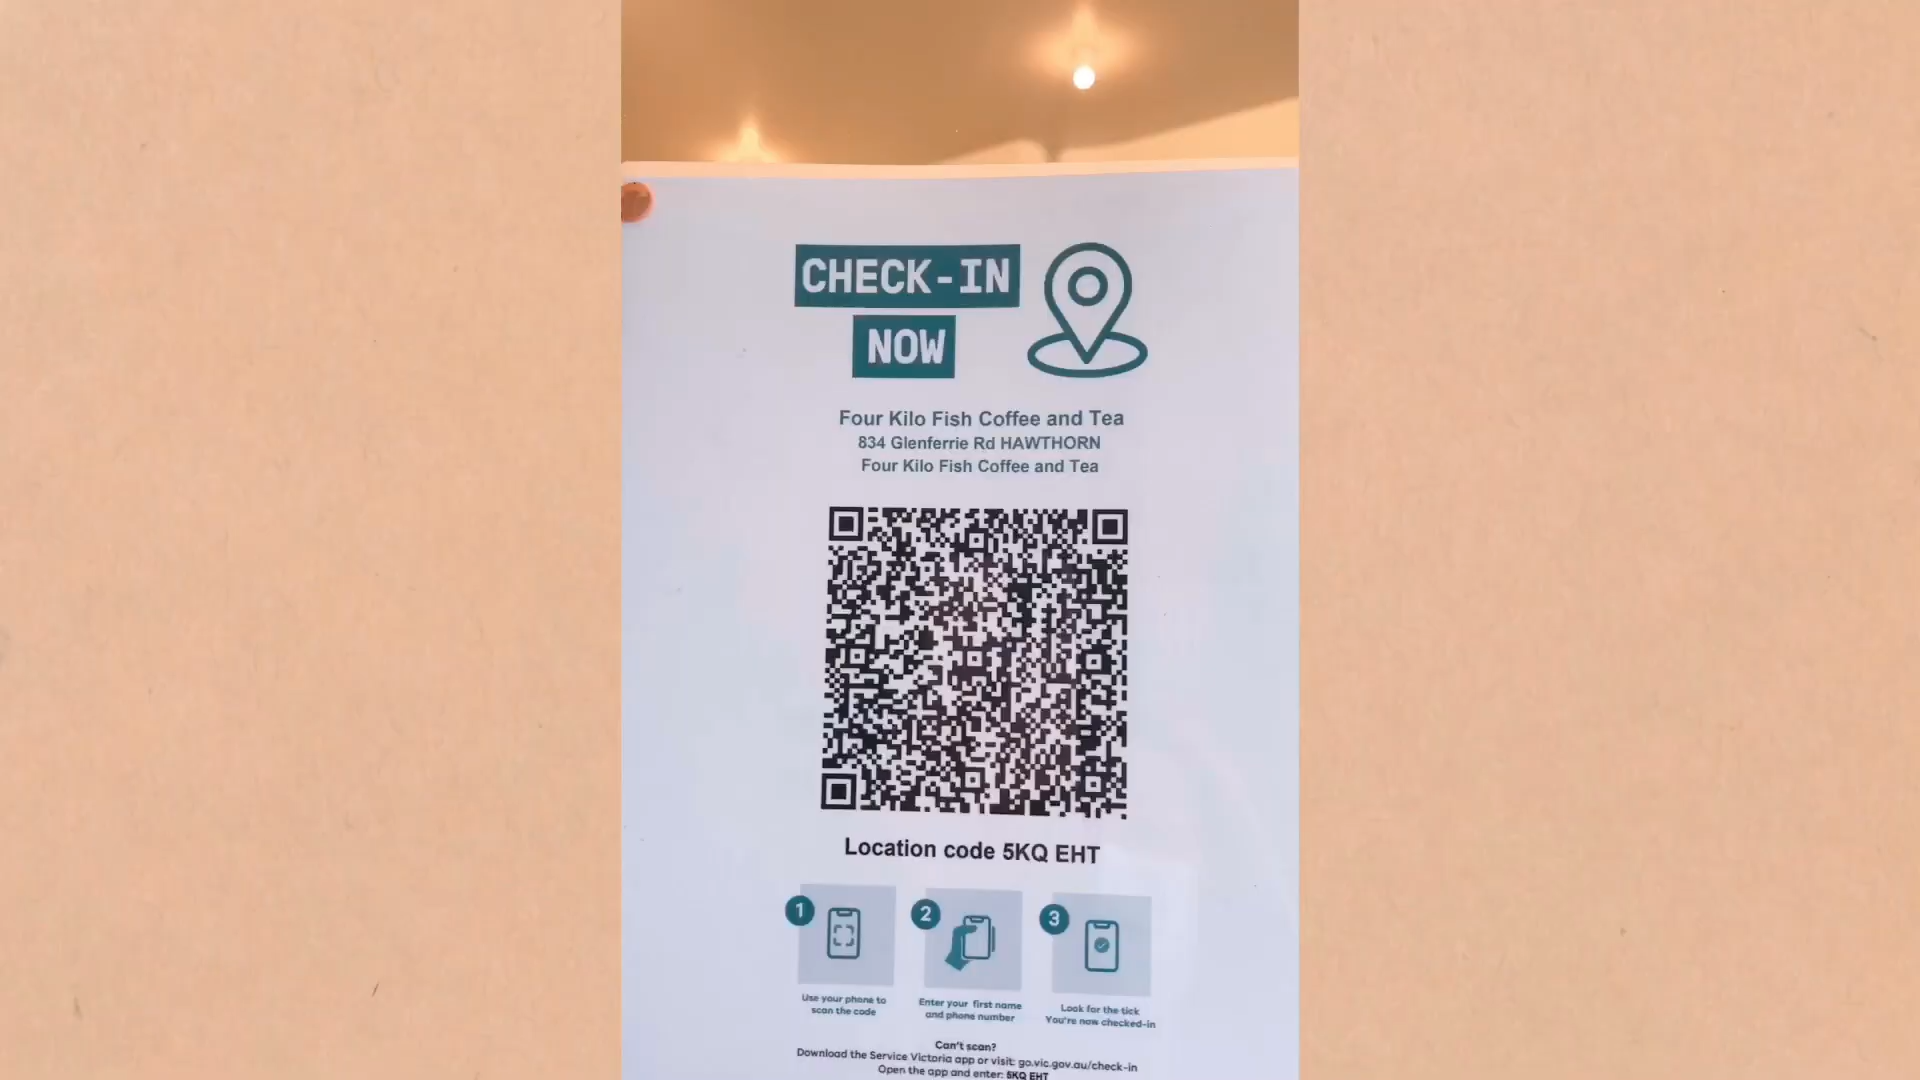 CHECK-IN
NOW
Four Kilo Fish Coffee and Tea
834 Glenferrie Rd HAWTHORN
Four Kilo Fish Coffee and Tea
Location code 5KQ EHT
1
2
3
Use your phone to
scan the code
Enter your first name
and phone number
Look for the tick
You're now checked-in
Can't scan?
Download the Service Victoria app or visit: go.vic.gov.au/check-in
Open the app and enter: 5KQ EHT